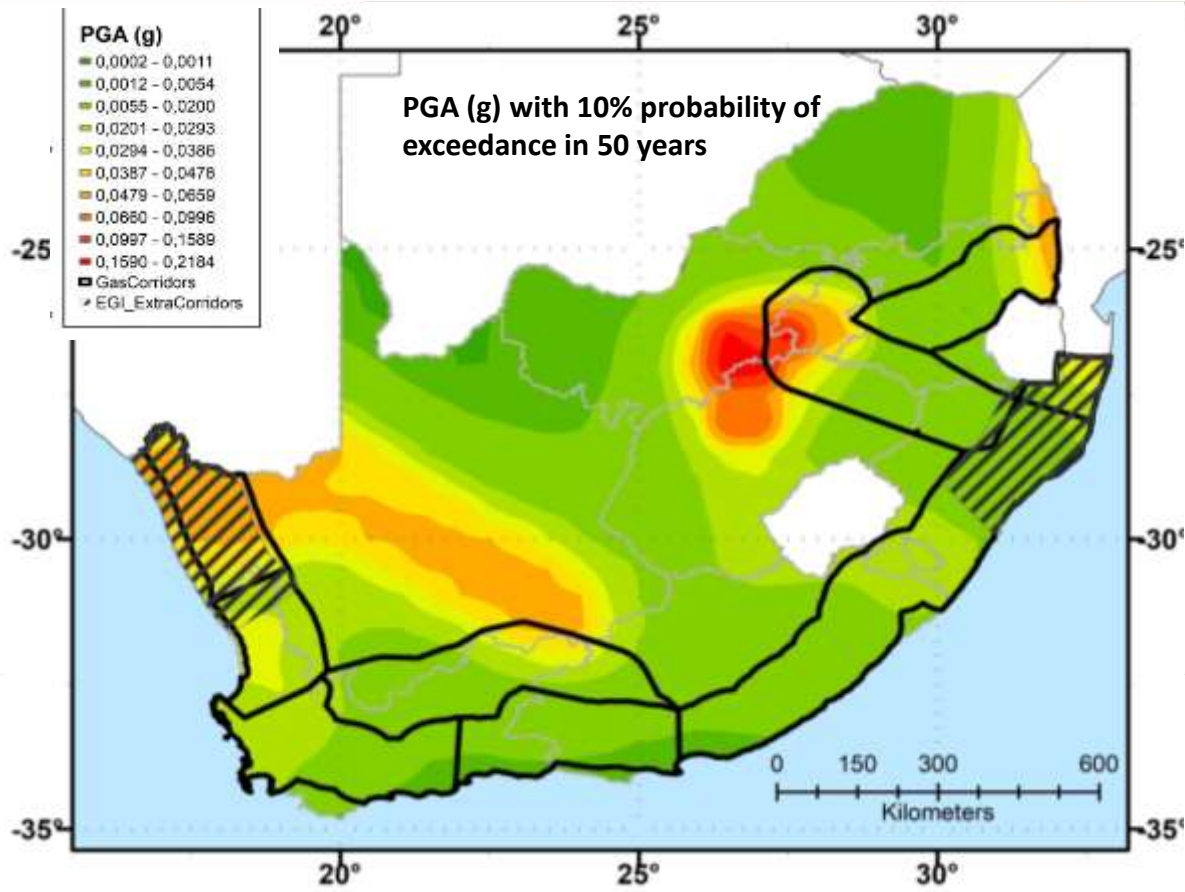 PGA (g)
0,0002 - 0,0011
0,0012 - 0,0054
0,0055 - 0,0200
0,0201 - 0,0293
0,0294 - 0,0386
0,0387 - 0,0478
0,0479 - 0,0659
0,0660 - 0,0996
0,0997 - 0,1589
0,1590 - 0,2184
GasCorridors
EGI_ExtraCorridors
20° 25° 30°
PGA (g) with 10% probability of
exceedance in 50 years
-25 -25°
-30° -30°
0 150 300 600
Kilometers
-35° -35°
20° 25° 30°